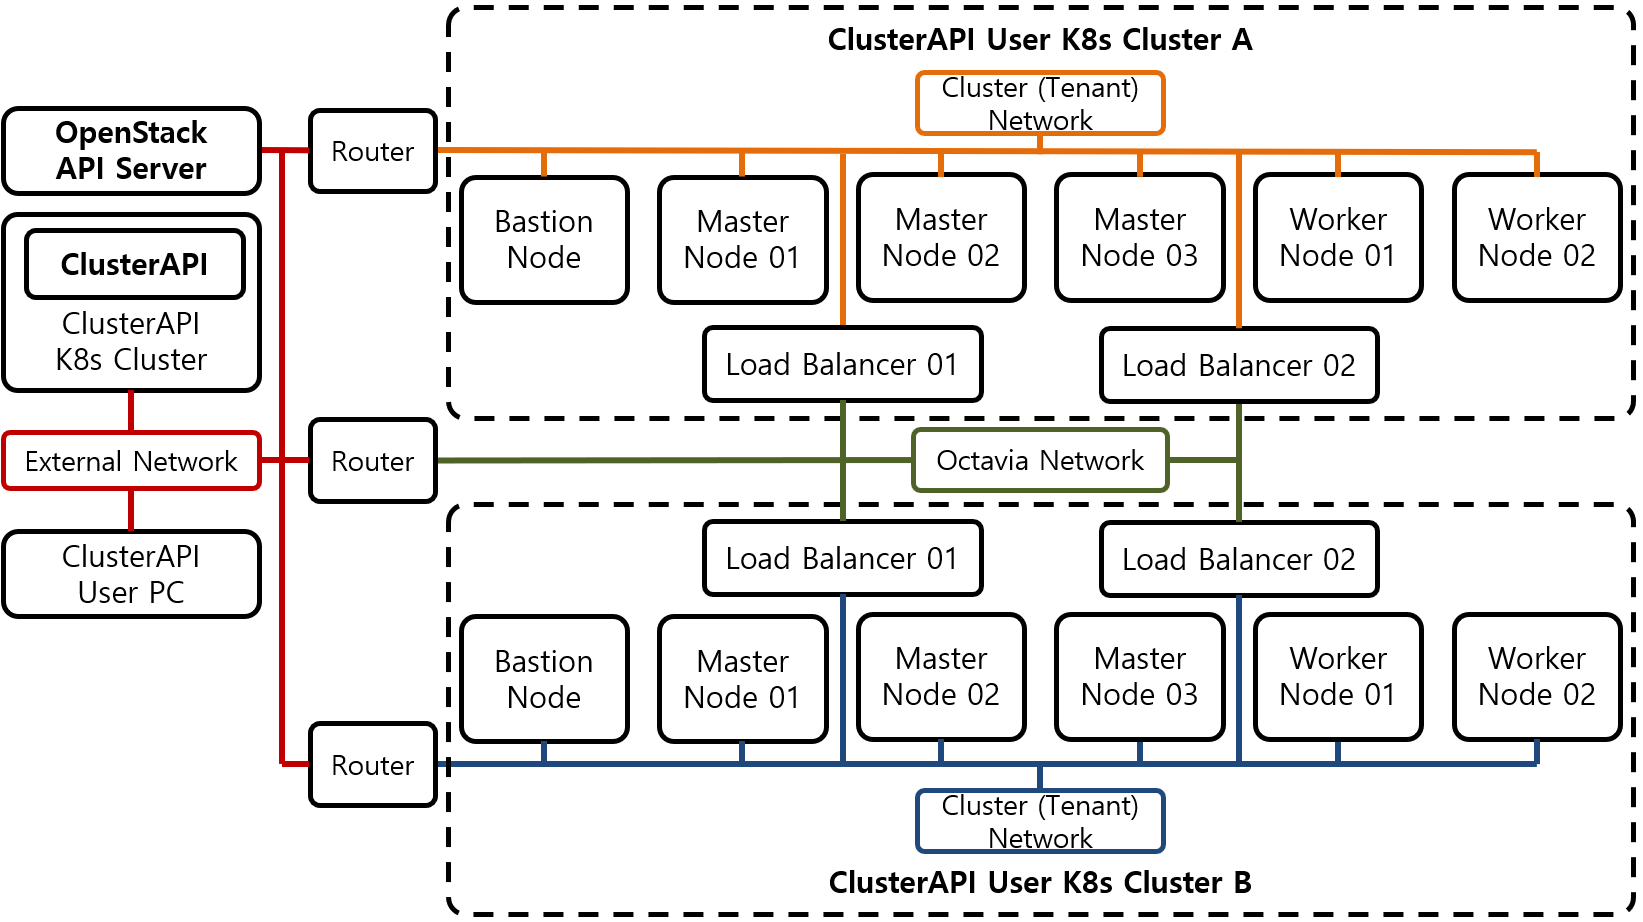 ClusterAPI User K8s Cluster A
Cluster (Tenant)
Network
OpenStack
API Server
Router
Bastion
Node
Master
Node 01
Master
Node 02
Master
Node 03
Worker
Node 01
Worker
Node 02
ClusterAPI
ClusterAPI
K8s Cluster
Load Balancer 01
Load Balancer 02
External Network
Router
Octavia Network
ClusterAPI
User PC
Load Balancer 01
Load Balancer 02
Bastion
Node
Master
Node 01
Master
Node 02
Master
Node 03
Worker
Node 01
Worker
Node 02
Router
Cluster (Tenant)
Network
ClusterAPI User K8s Cluster B